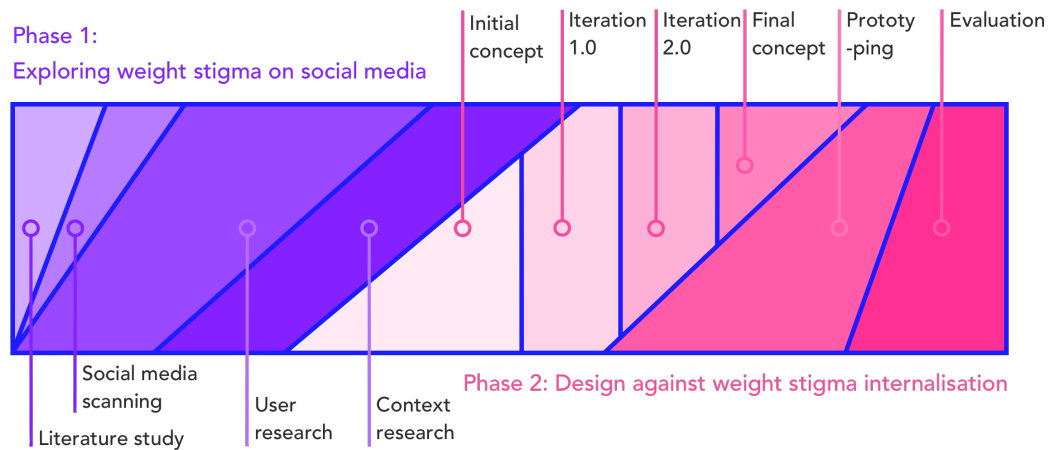 Phase 1:
Exploring weight stigma on social media
Initial
concept
Iteration
1.0
Iteration
2.0
Final
concept
Prototy
-ping
Evaluation
Social media
scanning
Literature study
User
research
Context
research
Phase 2: Design against weight stigma internalisation